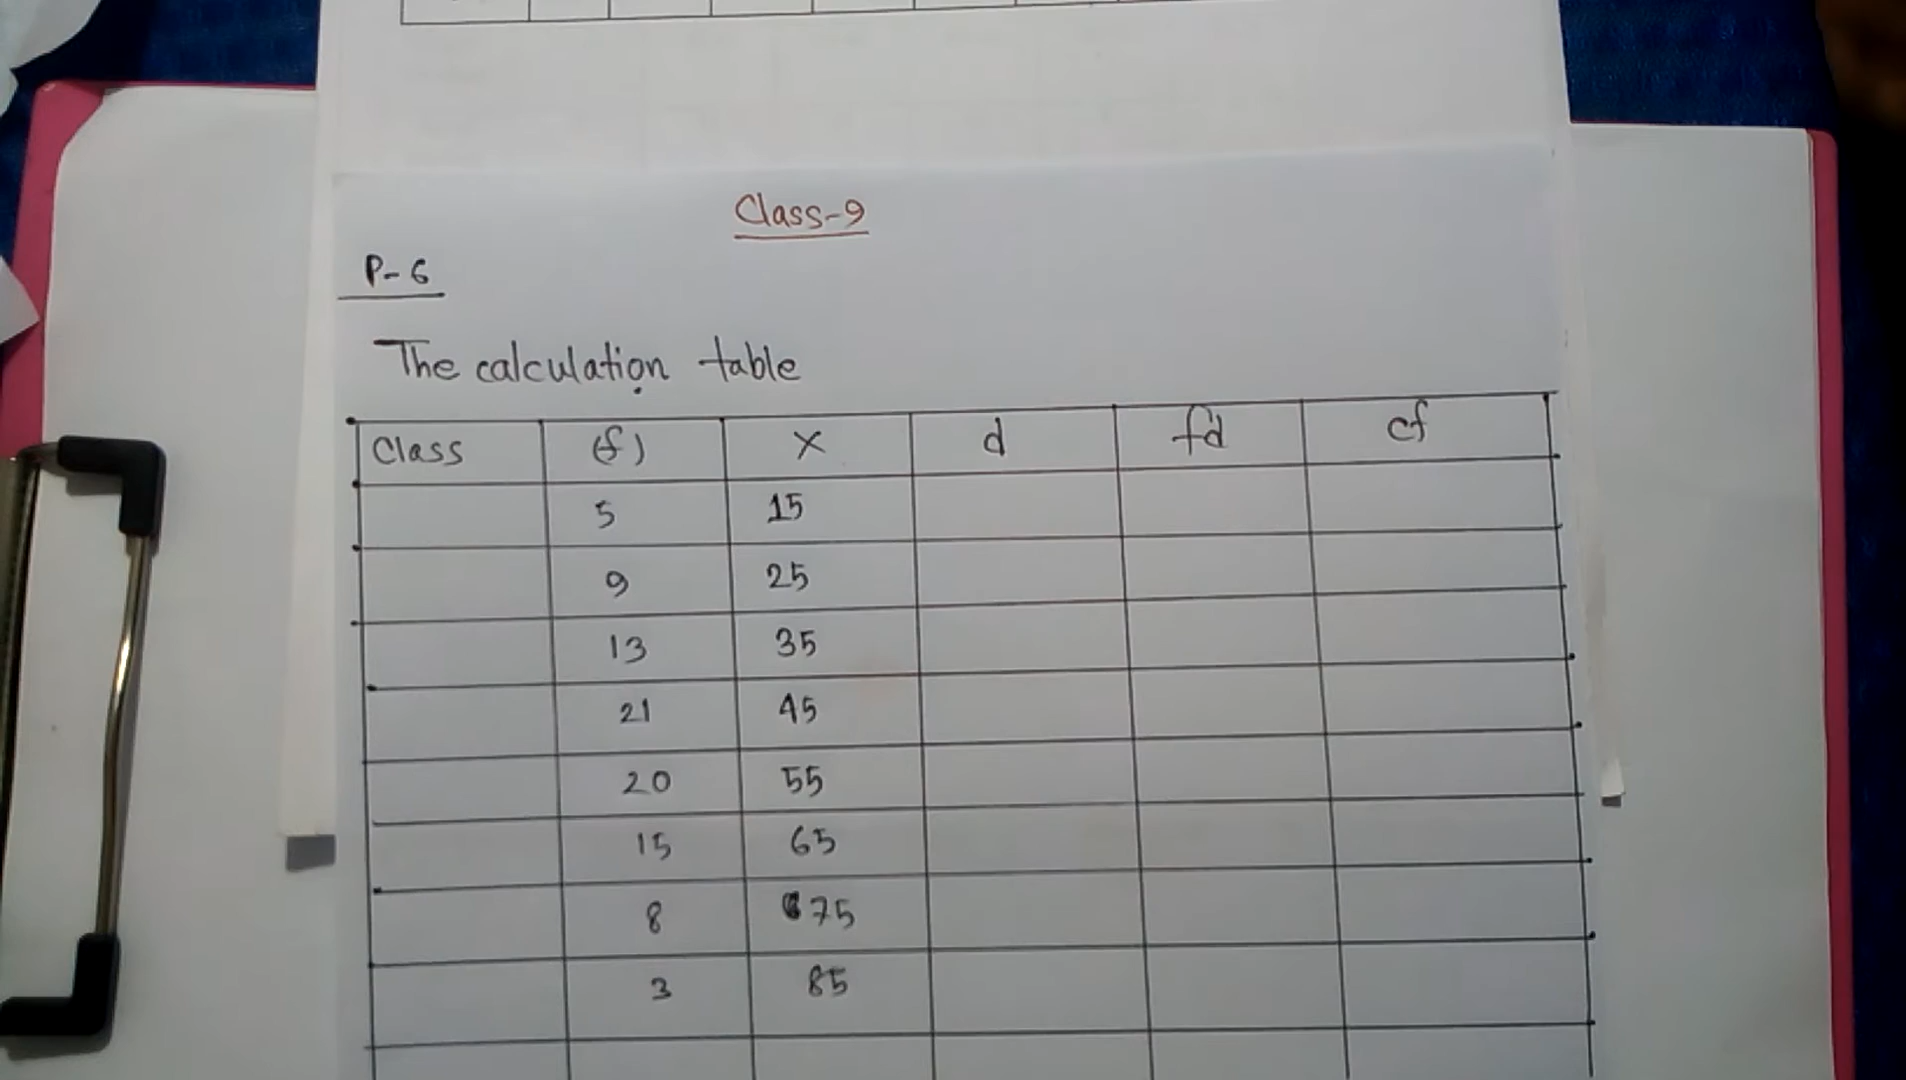 Class-9
P-6
The calculation table
Class (f) X d fd cf
5 15
9 25
13 35
21 45
20 55
15 65
8 75
3 85